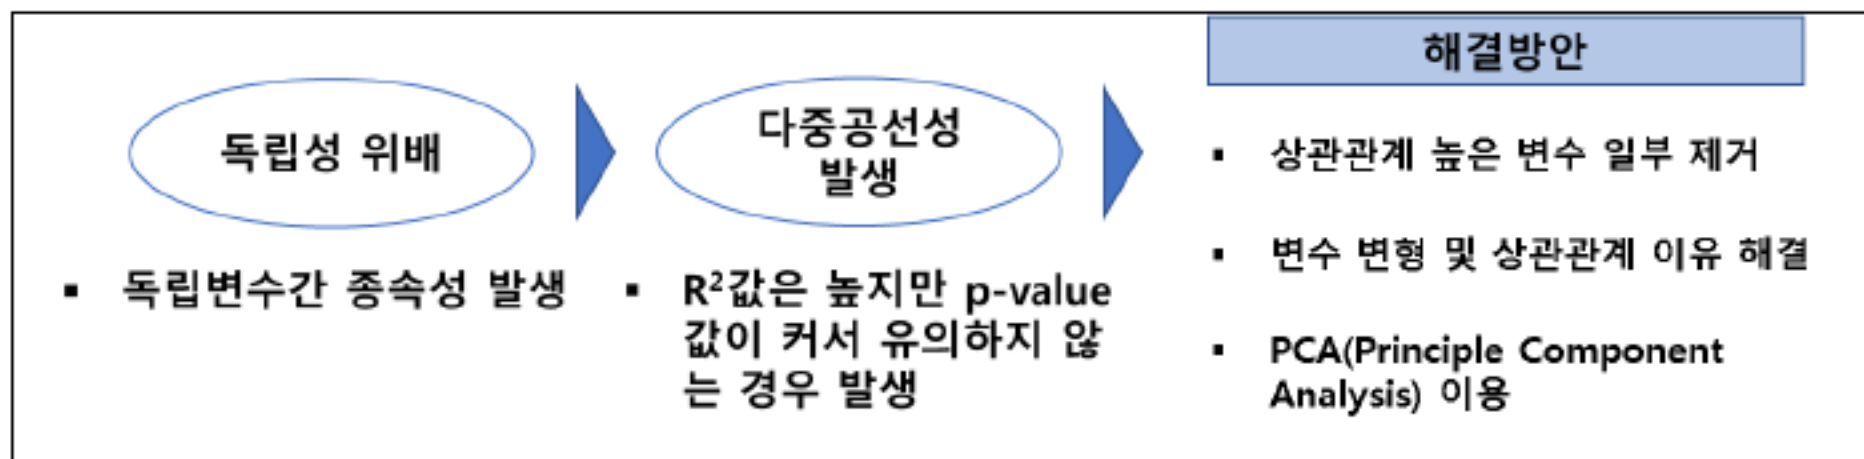 독립성 위배
▪ 독립변수간 종속성 발생
다중공선성
발생
▪ R²값은 높지만 p-value
값이 커서 유의하지 않
는 경우 발생
해결방안
▪ 상관관계 높은 변수 일부 제거
▪ 변수 변형 및 상관관계 이유 해결
▪ PCA(Principle Component
Analysis) 이용